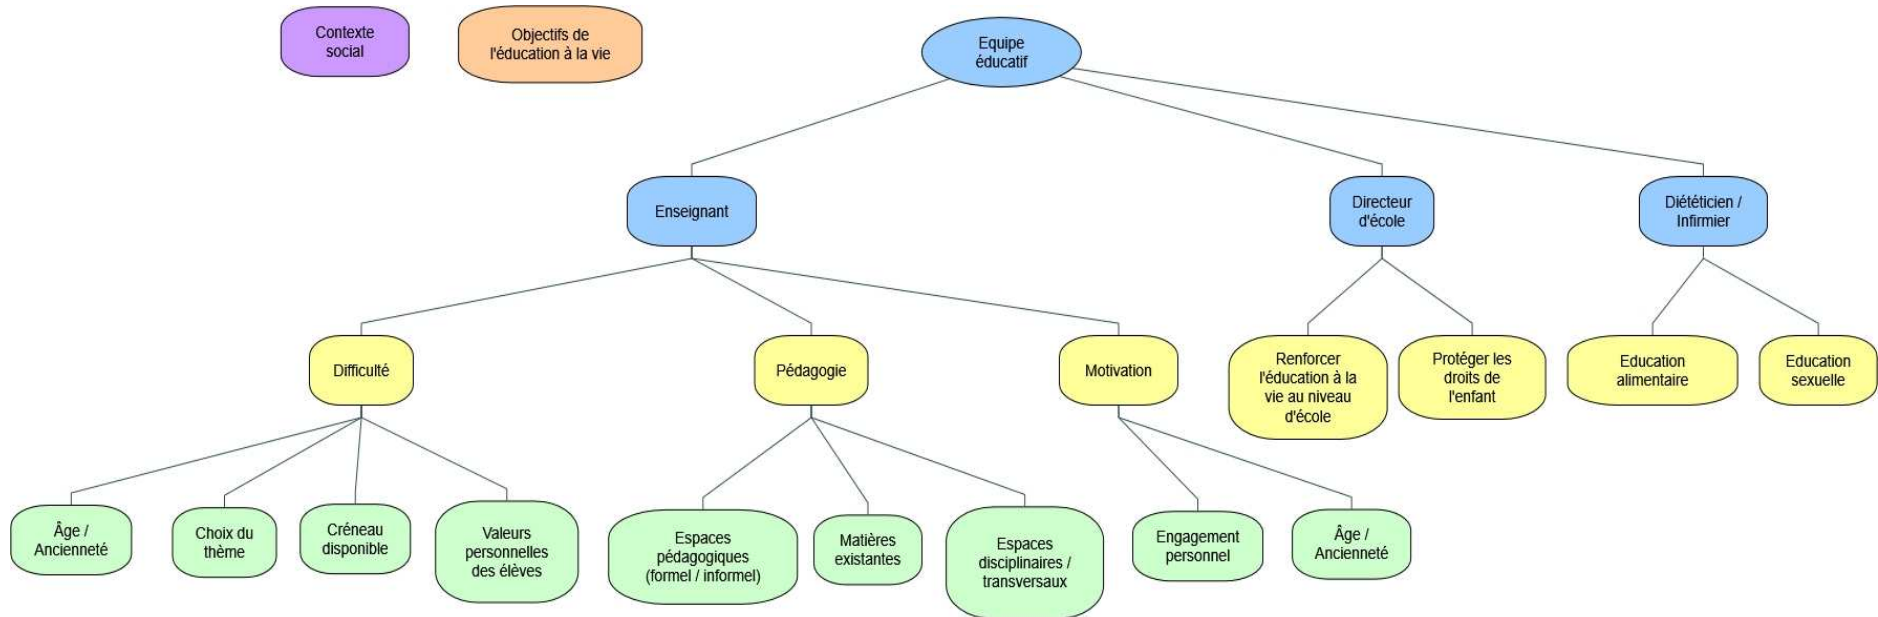 Contexte
social
Objectifs de
l'éducation à la vie
Equipe
éducatif
Enseignant
Directeur
d'école
Diététicien /
Infirmier
Difficulté
Pédagogie
Motivation
Renforcer
l'éducation à la
vie au niveau
d'école
Protéger les
droits de
l'enfant
Education
alimentaire
Education
sexuelle
Âge /
Ancienneté
Choix du
thème
Créneau
disponible
Valeurs
personnelles
des élèves
Espaces
pédagogiques
(formel / informel)
Matières
existantes
Espaces
disciplinaires /
transversaux
Engagement
personnel
Âge /
Ancienneté